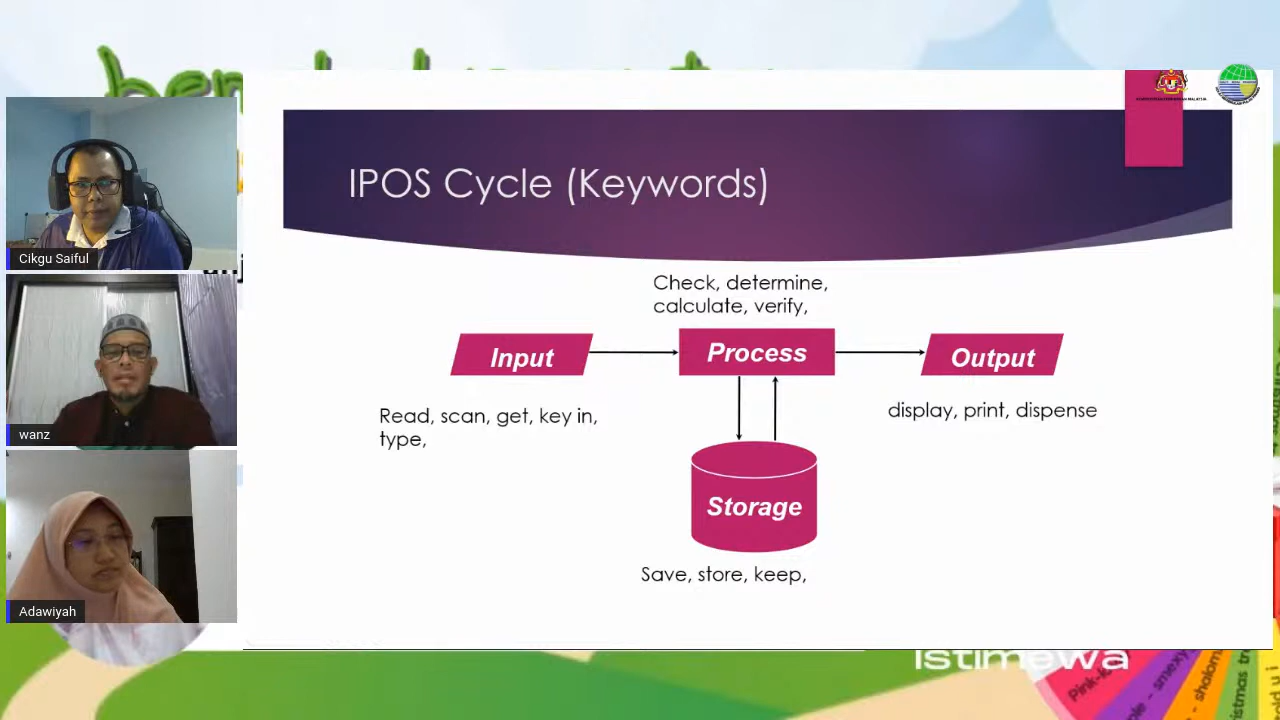 IPOS Cycle (Keywords)
Check, determine,
calculate, verify,
Input
Process
Output
Read, scan, get, key in,
type,
display, print, dispense
Storage
Save, store, keep,
Cikgu Saiful
wanz
Adawiyah
istimewa